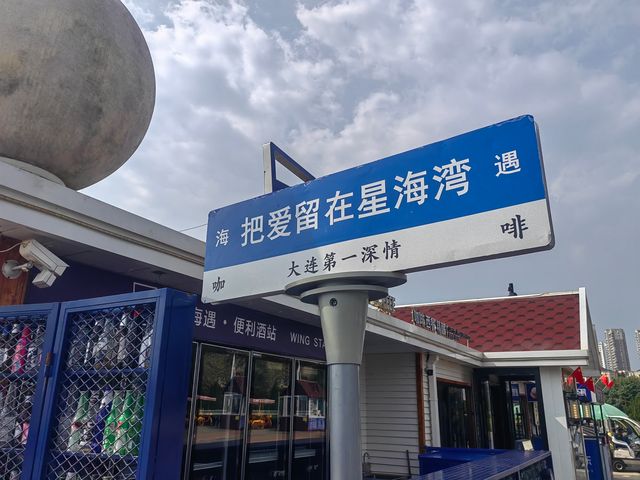 海 把爱留在星海湾 遇
咖 大连第一深情 啡
海遇·便利酒站 WING STA